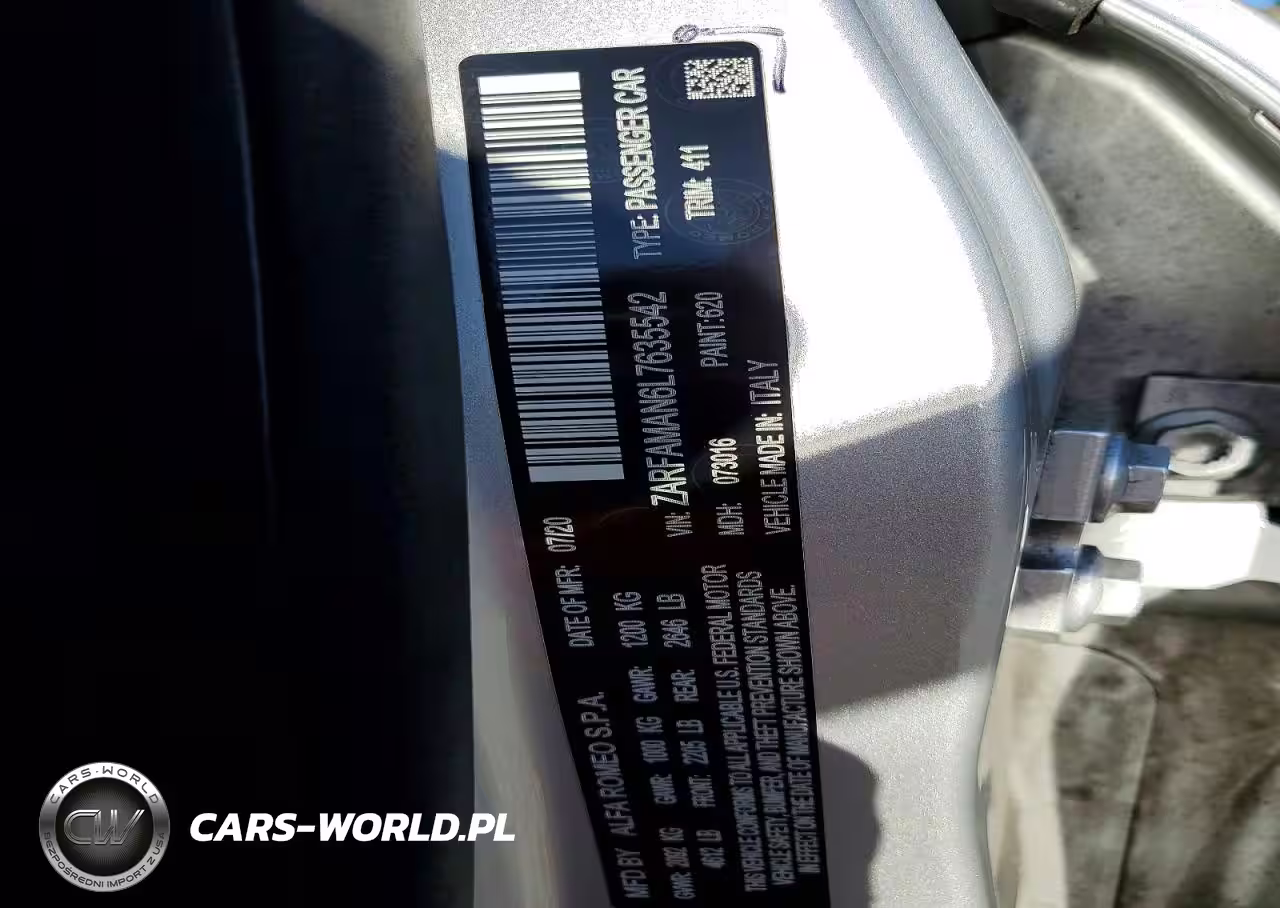 MFD BY ALFA ROMEO S.P.A. DATE OF MFR: 07/20
GVWR: 2092 KG GAWR: 1000 KG GAWR: 1200 KG
4612 LB FRONT: 2205 LB REAR: 2646 LB
THIS VEHICLE CONFORMS TO ALL APPLICABLE U.S. FEDERAL MOTOR
VEHICLE SAFETY, BUMPER, AND THEFT PREVENTION STANDARDS
IN EFFECT ON THE DATE OF MANUFACTURE SHOWN ABOVE.
VIN: ZARFAMAN6L7635542 TYPE: PASSENGER CAR
MDH: 073016 PAINT: 620 TRIM: 411
VEHICLE MADE IN: ITALY
CARS-WORLD
CW
BEZPOŚREDNI IMPORT Z USA
CARS-WORLD.PL